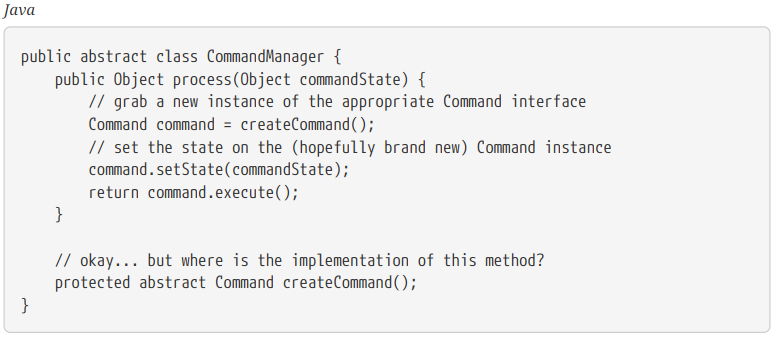 Java
public abstract class CommandManager {
    public Object process(Object commandState) {
        // grab a new instance of the appropriate Command interface
        Command command = createCommand();
        // set the state on the (hopefully brand new) Command instance
        command.setState(commandState);
        return command.execute();
    }

    // okay... but where is the implementation of this method?
    protected abstract Command createCommand();
}